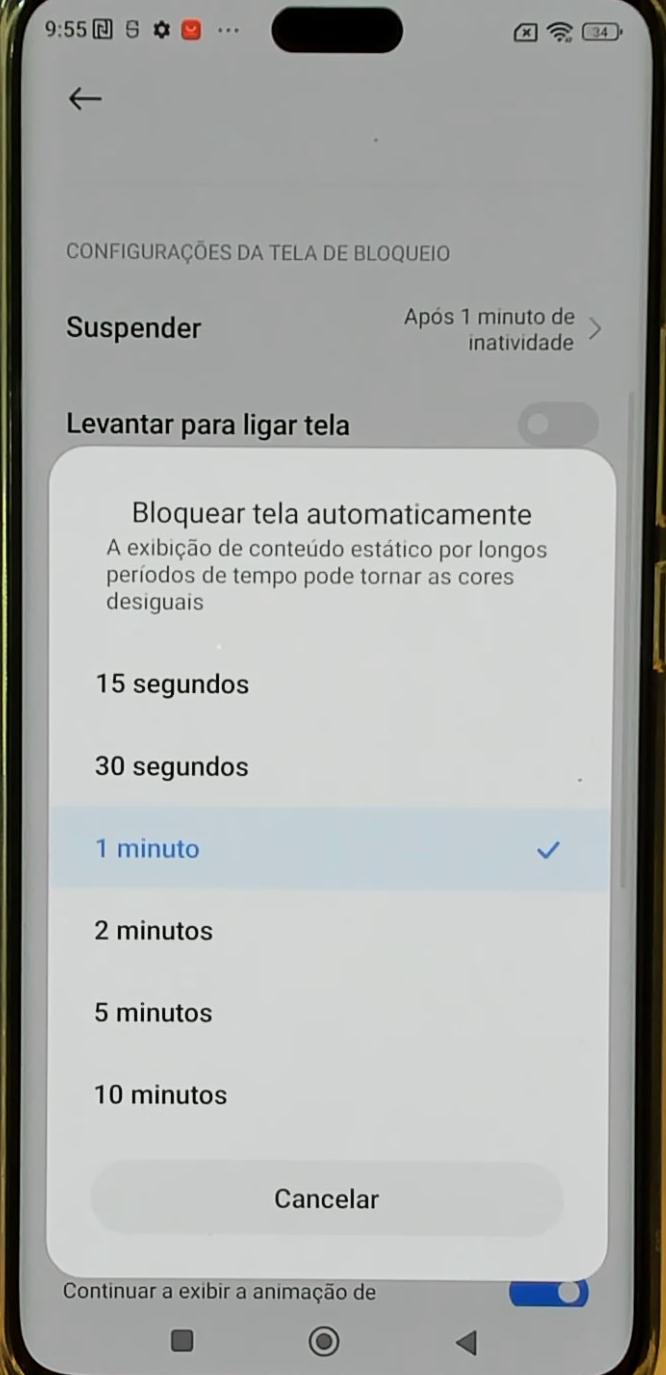 9:55
34
CONFIGURAÇÕES DA TELA DE BLOQUEIO
Suspender
Após 1 minuto de
inatividade
Levantar para ligar tela
Bloquear tela automaticamente
A exibição de conteúdo estático por longos
períodos de tempo pode tornar as cores
desiguais
15 segundos
30 segundos
1 minuto
2 minutos
5 minutos
10 minutos
Cancelar
Continuar a exibir a animação de